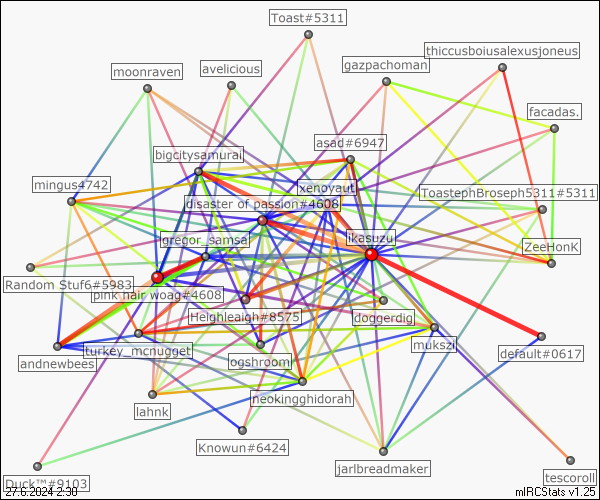 Toast#5311
thiccusboiusalexusjoneus
gazpachoman
avelicious
moonraven
facadas.
asad#6947
bigcitysamurai
mingus4742
xenoyaut
ToastephBroseph5311#5311
disaster of passion#4608
gregor_samsai
ikasuzu
ZeeHonK
Random Stuf6#5983
pink hair woag#4608
Heighleaigh#8575
doggerdig
turkey_mcnugget
mukszi
default#0617
andnewbees
ogshroom
neokingghidorah
lahnk
Knowun#6424
jarlbreadmaker
tescoroll
Duck™#9103
27.6.2024 2:30
mIRCStats v1.25